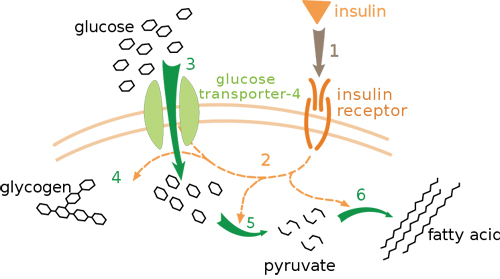 insulin
glucose
1
3
glucose
transporter-4
insulin
receptor
2
4
glycogen
6
5
fatty acid
pyruvate